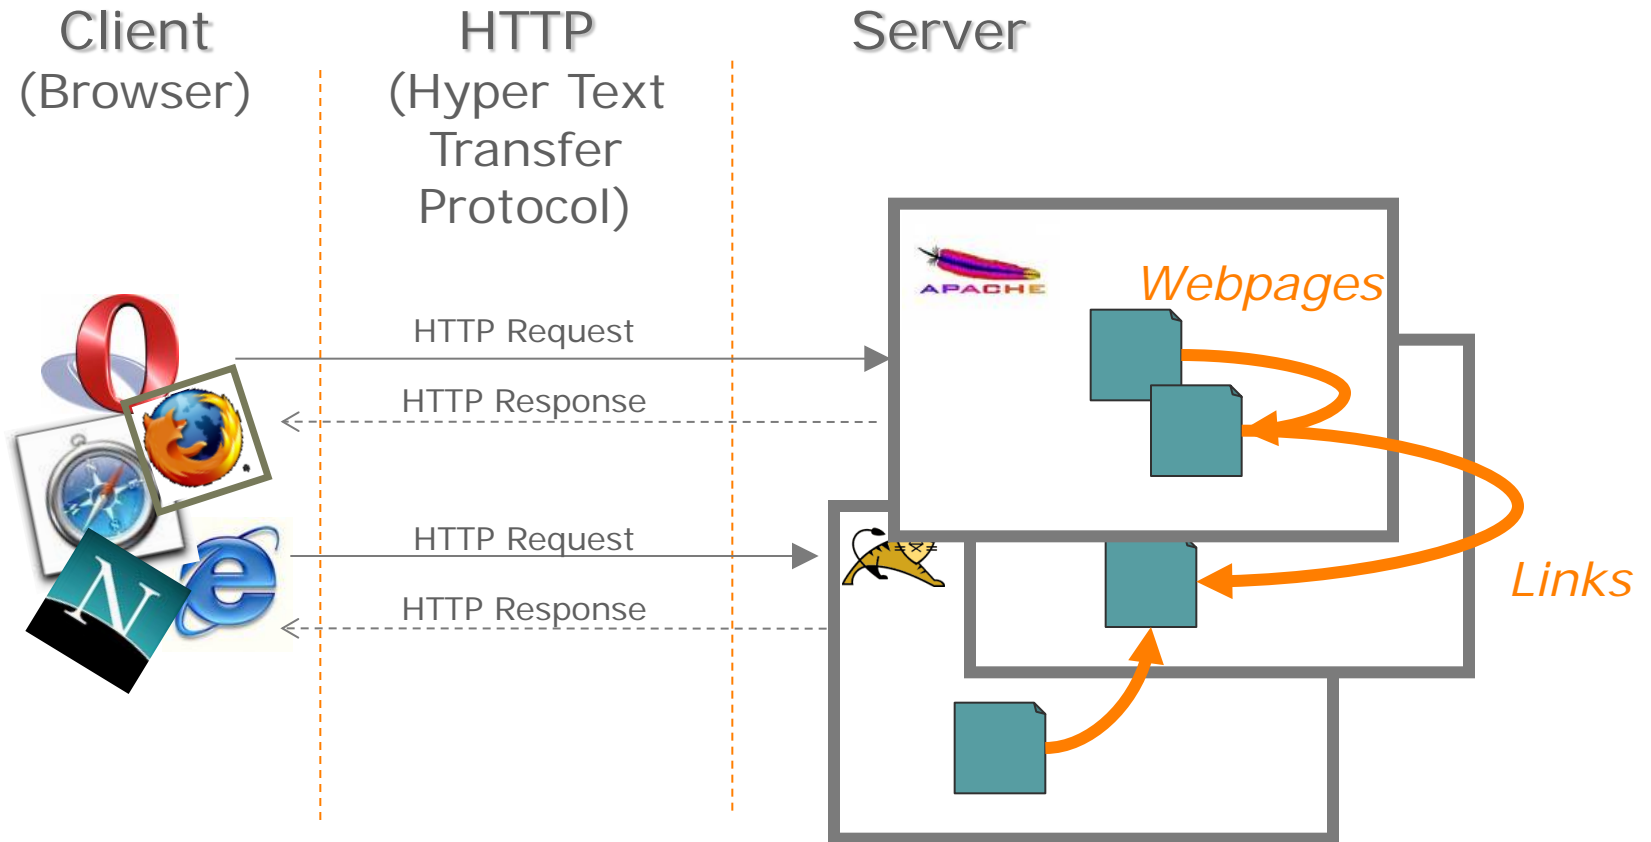 Client
(Browser)
HTTP
(Hyper Text
Transfer
Protocol)
Server
APACHE
Webpages
HTTP Request
HTTP Response
HTTP Request
HTTP Response
Links
N